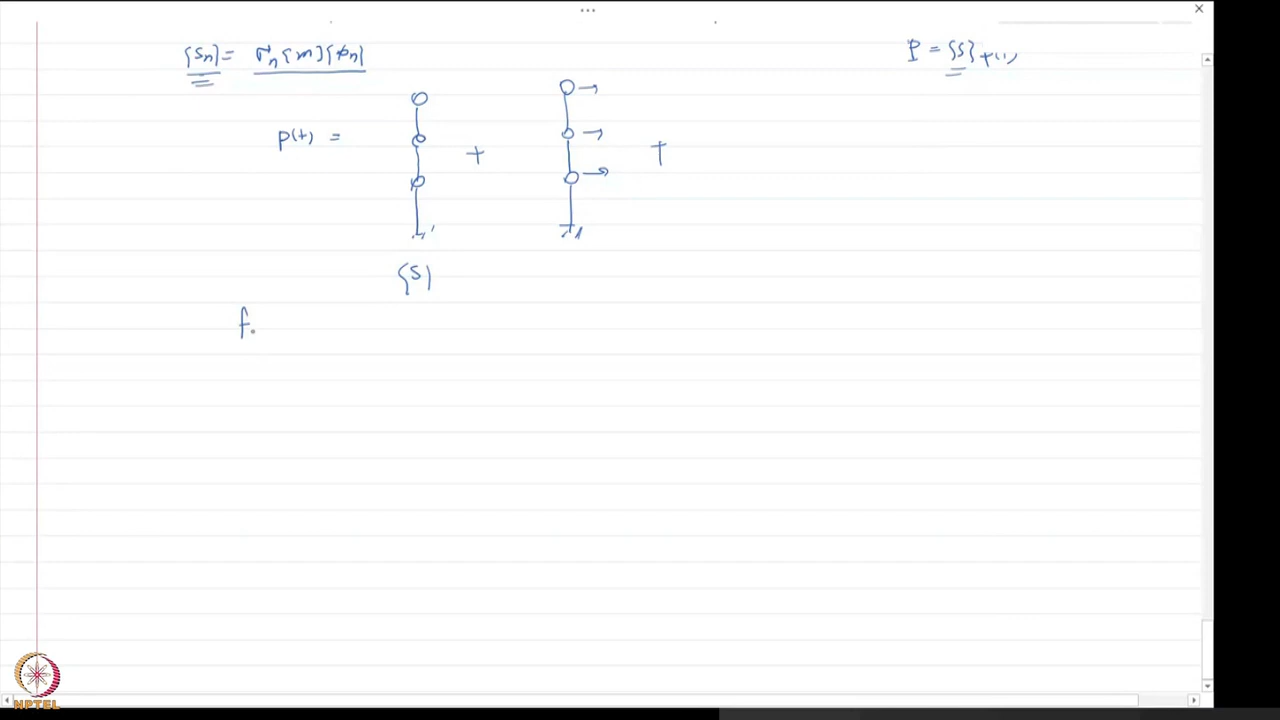 {Sn} = Γn [m]{φn}
P = {S} f(t)
p(t) = + +
{S}
f.
NPTEL